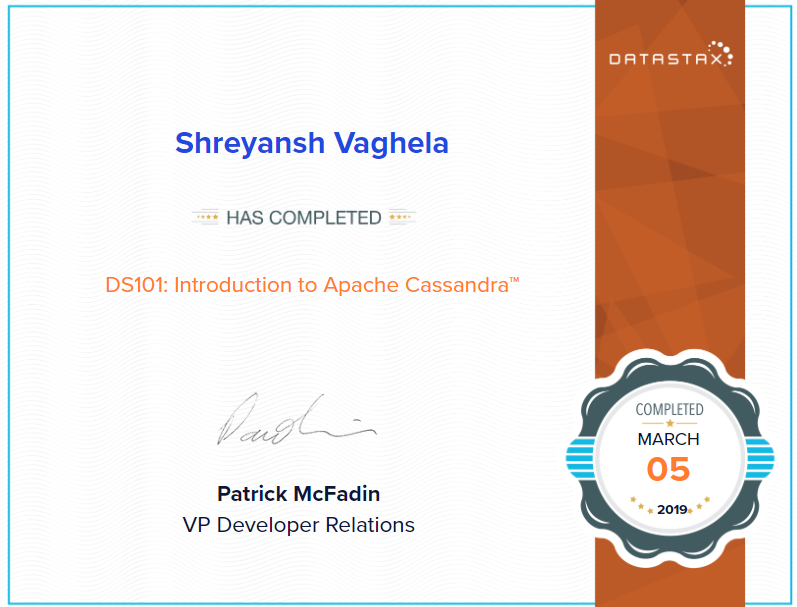 DATASTAX
Shreyansh Vaghela
HAS COMPLETED
DS101: Introduction to Apache Cassandra™
Patrick McFadin
VP Developer Relations
COMPLETED
MARCH
05
2019